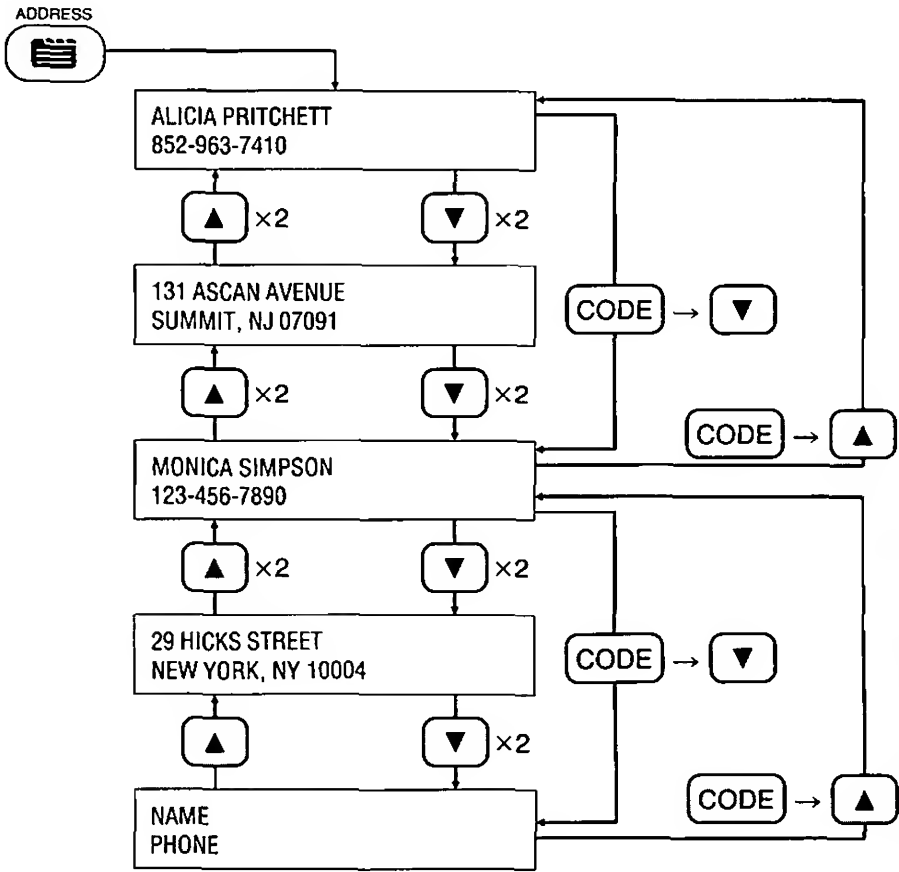 ADDRESS
ALICIA PRITCHETT
852-963-7410
▲ ×2
▼ ×2
131 ASCAN AVENUE
SUMMIT, NJ 07091
CODE → ▼
▲ ×2
▼ ×2
CODE → ▲
MONICA SIMPSON
123-456-7890
▲ ×2
▼ ×2
29 HICKS STREET
NEW YORK, NY 10004
CODE → ▼
▲
▼ ×2
CODE → ▲
NAME
PHONE